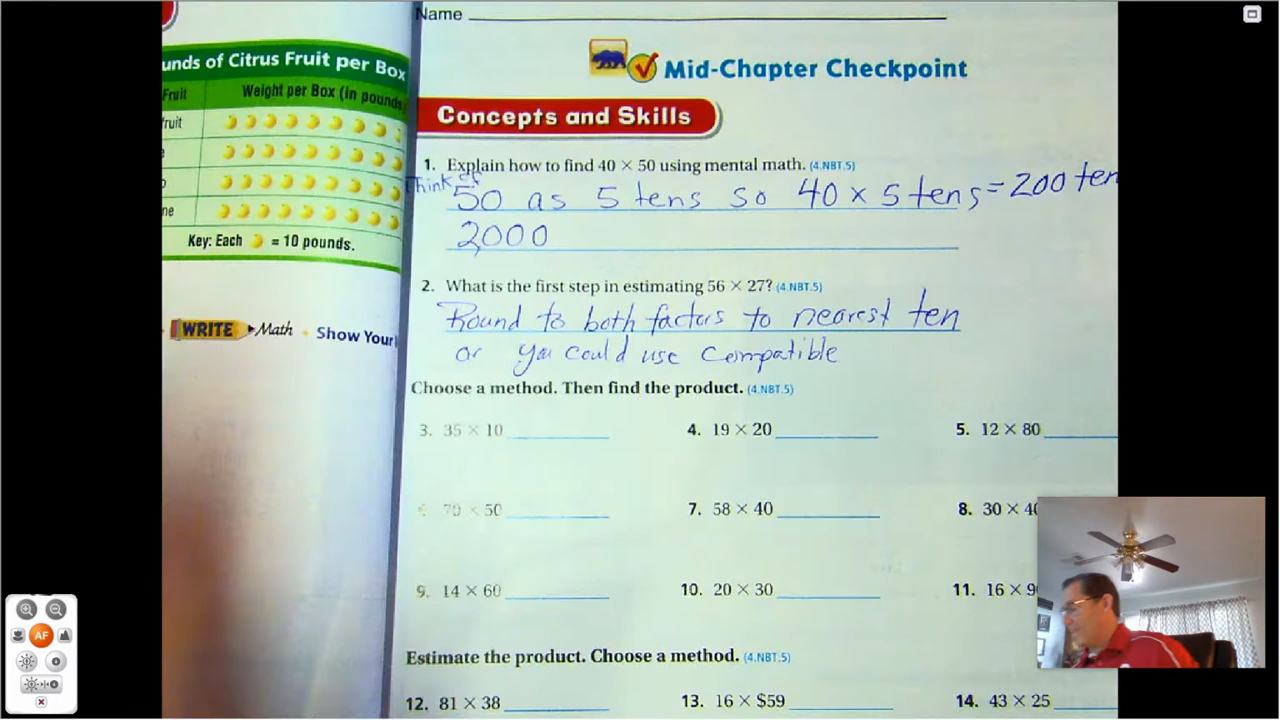 Name
Mid-Chapter Checkpoint
unds of Citrus Fruit per Box
Fruit Weight per Box (in pounds
fruit
e
o
ne
Key: Each = 10 pounds.
WRITE Math • Show Your
Concepts and Skills
1. Explain how to find 40 × 50 using mental math. (4.NBT.5)
Think of
50 as 5 tens so 40 × 5 tens = 200 ten
2,000
2. What is the first step in estimating 56 × 27? (4.NBT.5)
Round to both factors to nearest ten
or you could use compatible
Choose a method. Then find the product. (4.NBT.5)
3. 35 × 10 4. 19 × 20 5. 12 × 80
70 × 50 7. 58 × 40 8. 30 × 40
9. 14 × 60 10. 20 × 30 11. 16 × 9
Estimate the product. Choose a method. (4.NBT.5)
12. 81 × 38 13. 16 × $59 14. 43 × 25
AF